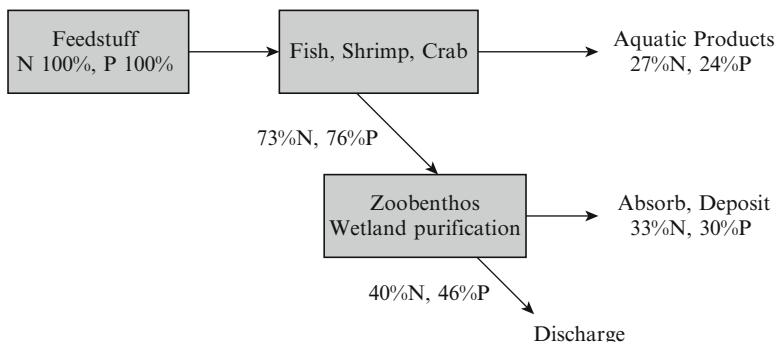 Feedstuff
N 100%, P 100%
Fish, Shrimp, Crab
Aquatic Products
27%N, 24%P
73%N, 76%P
Zoobenthos
Wetland purification
Absorb, Deposit
33%N, 30%P
40%N, 46%P
Discharge